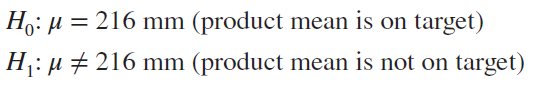 H₀: μ = 216 mm (product mean is on target)
H₁: μ ≠ 216 mm (product mean is not on target)